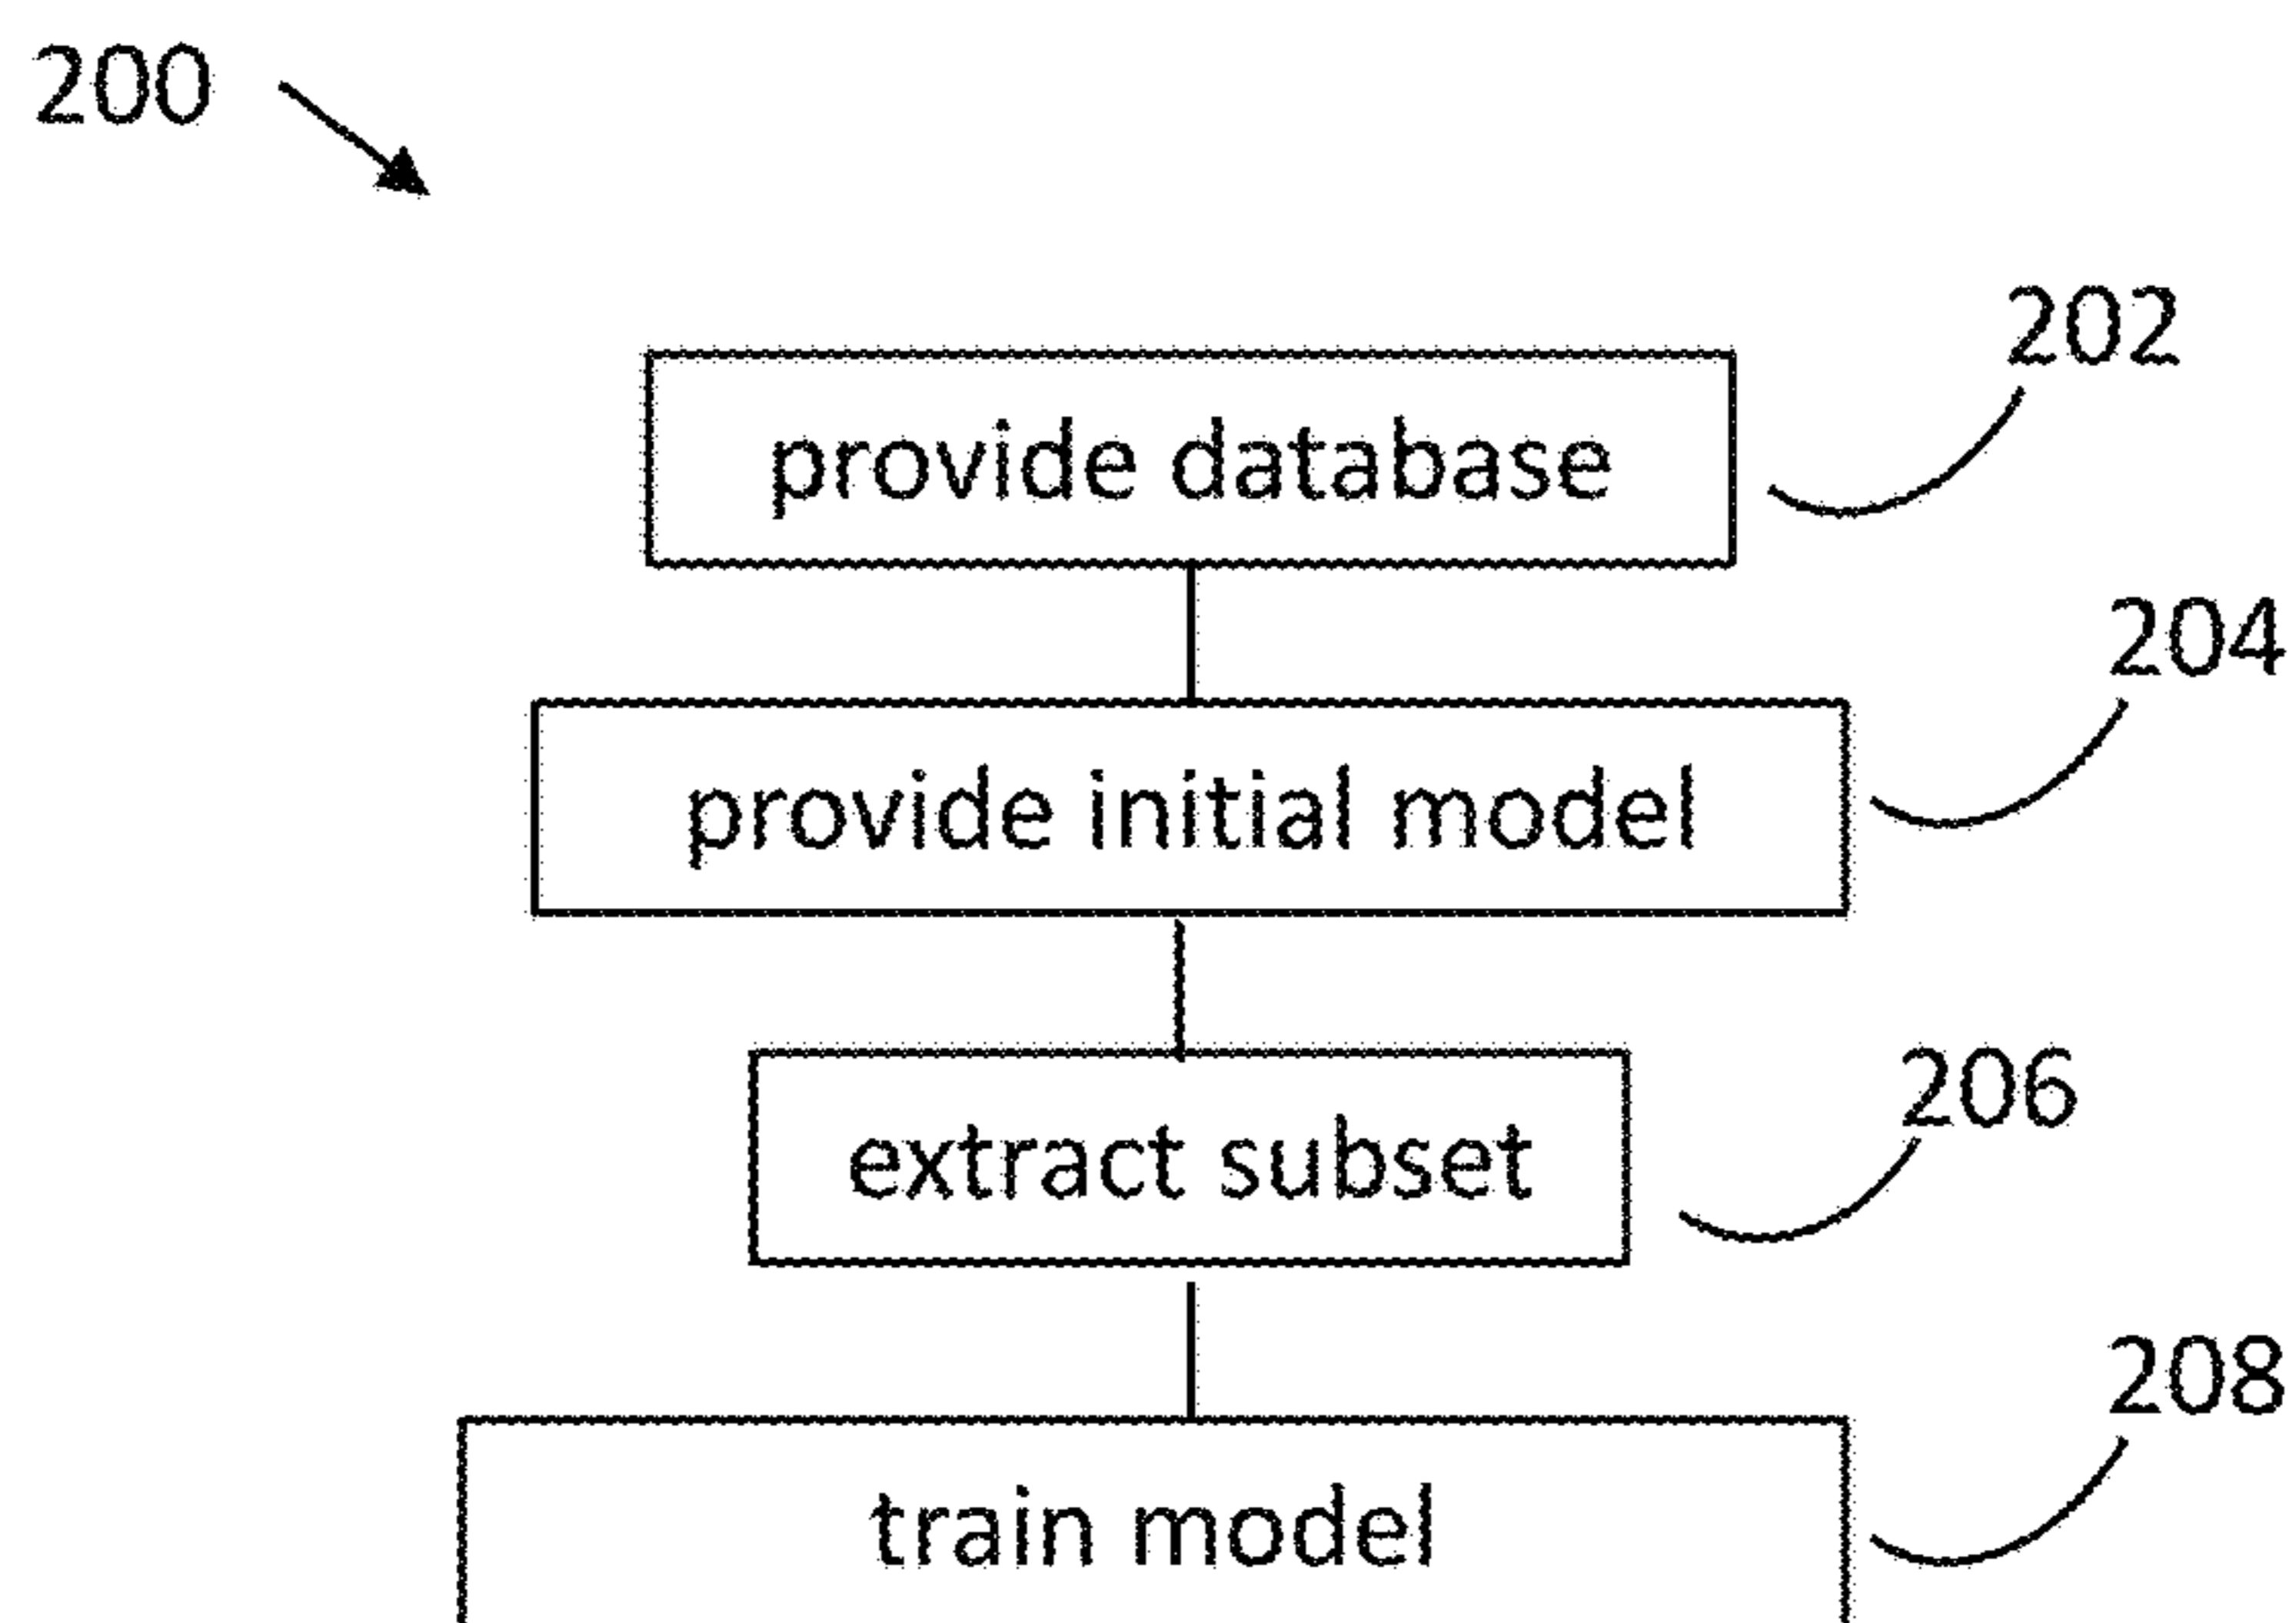 200
202
provide database
204
provide initial model
206
extract subset
208
train model